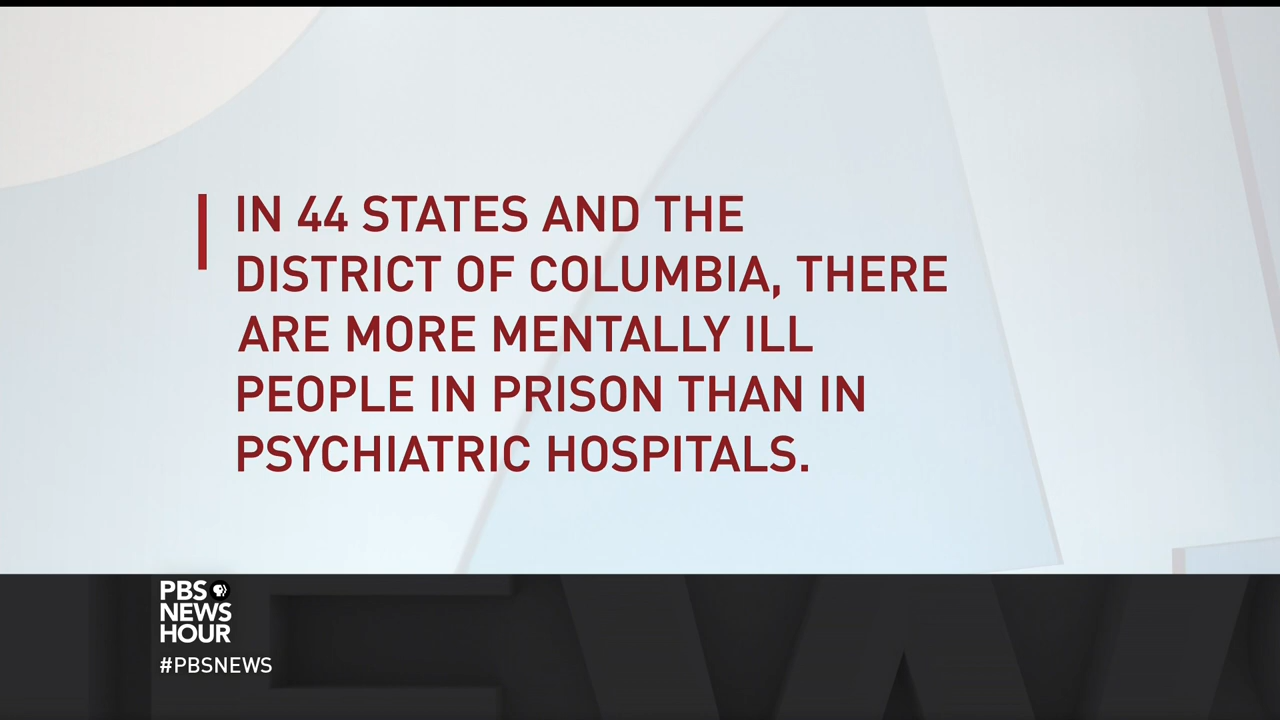 IN 44 STATES AND THE
DISTRICT OF COLUMBIA, THERE
ARE MORE MENTALLY ILL
PEOPLE IN PRISON THAN IN
PSYCHIATRIC HOSPITALS.
PBS
NEWS
HOUR
#PBSNEWS